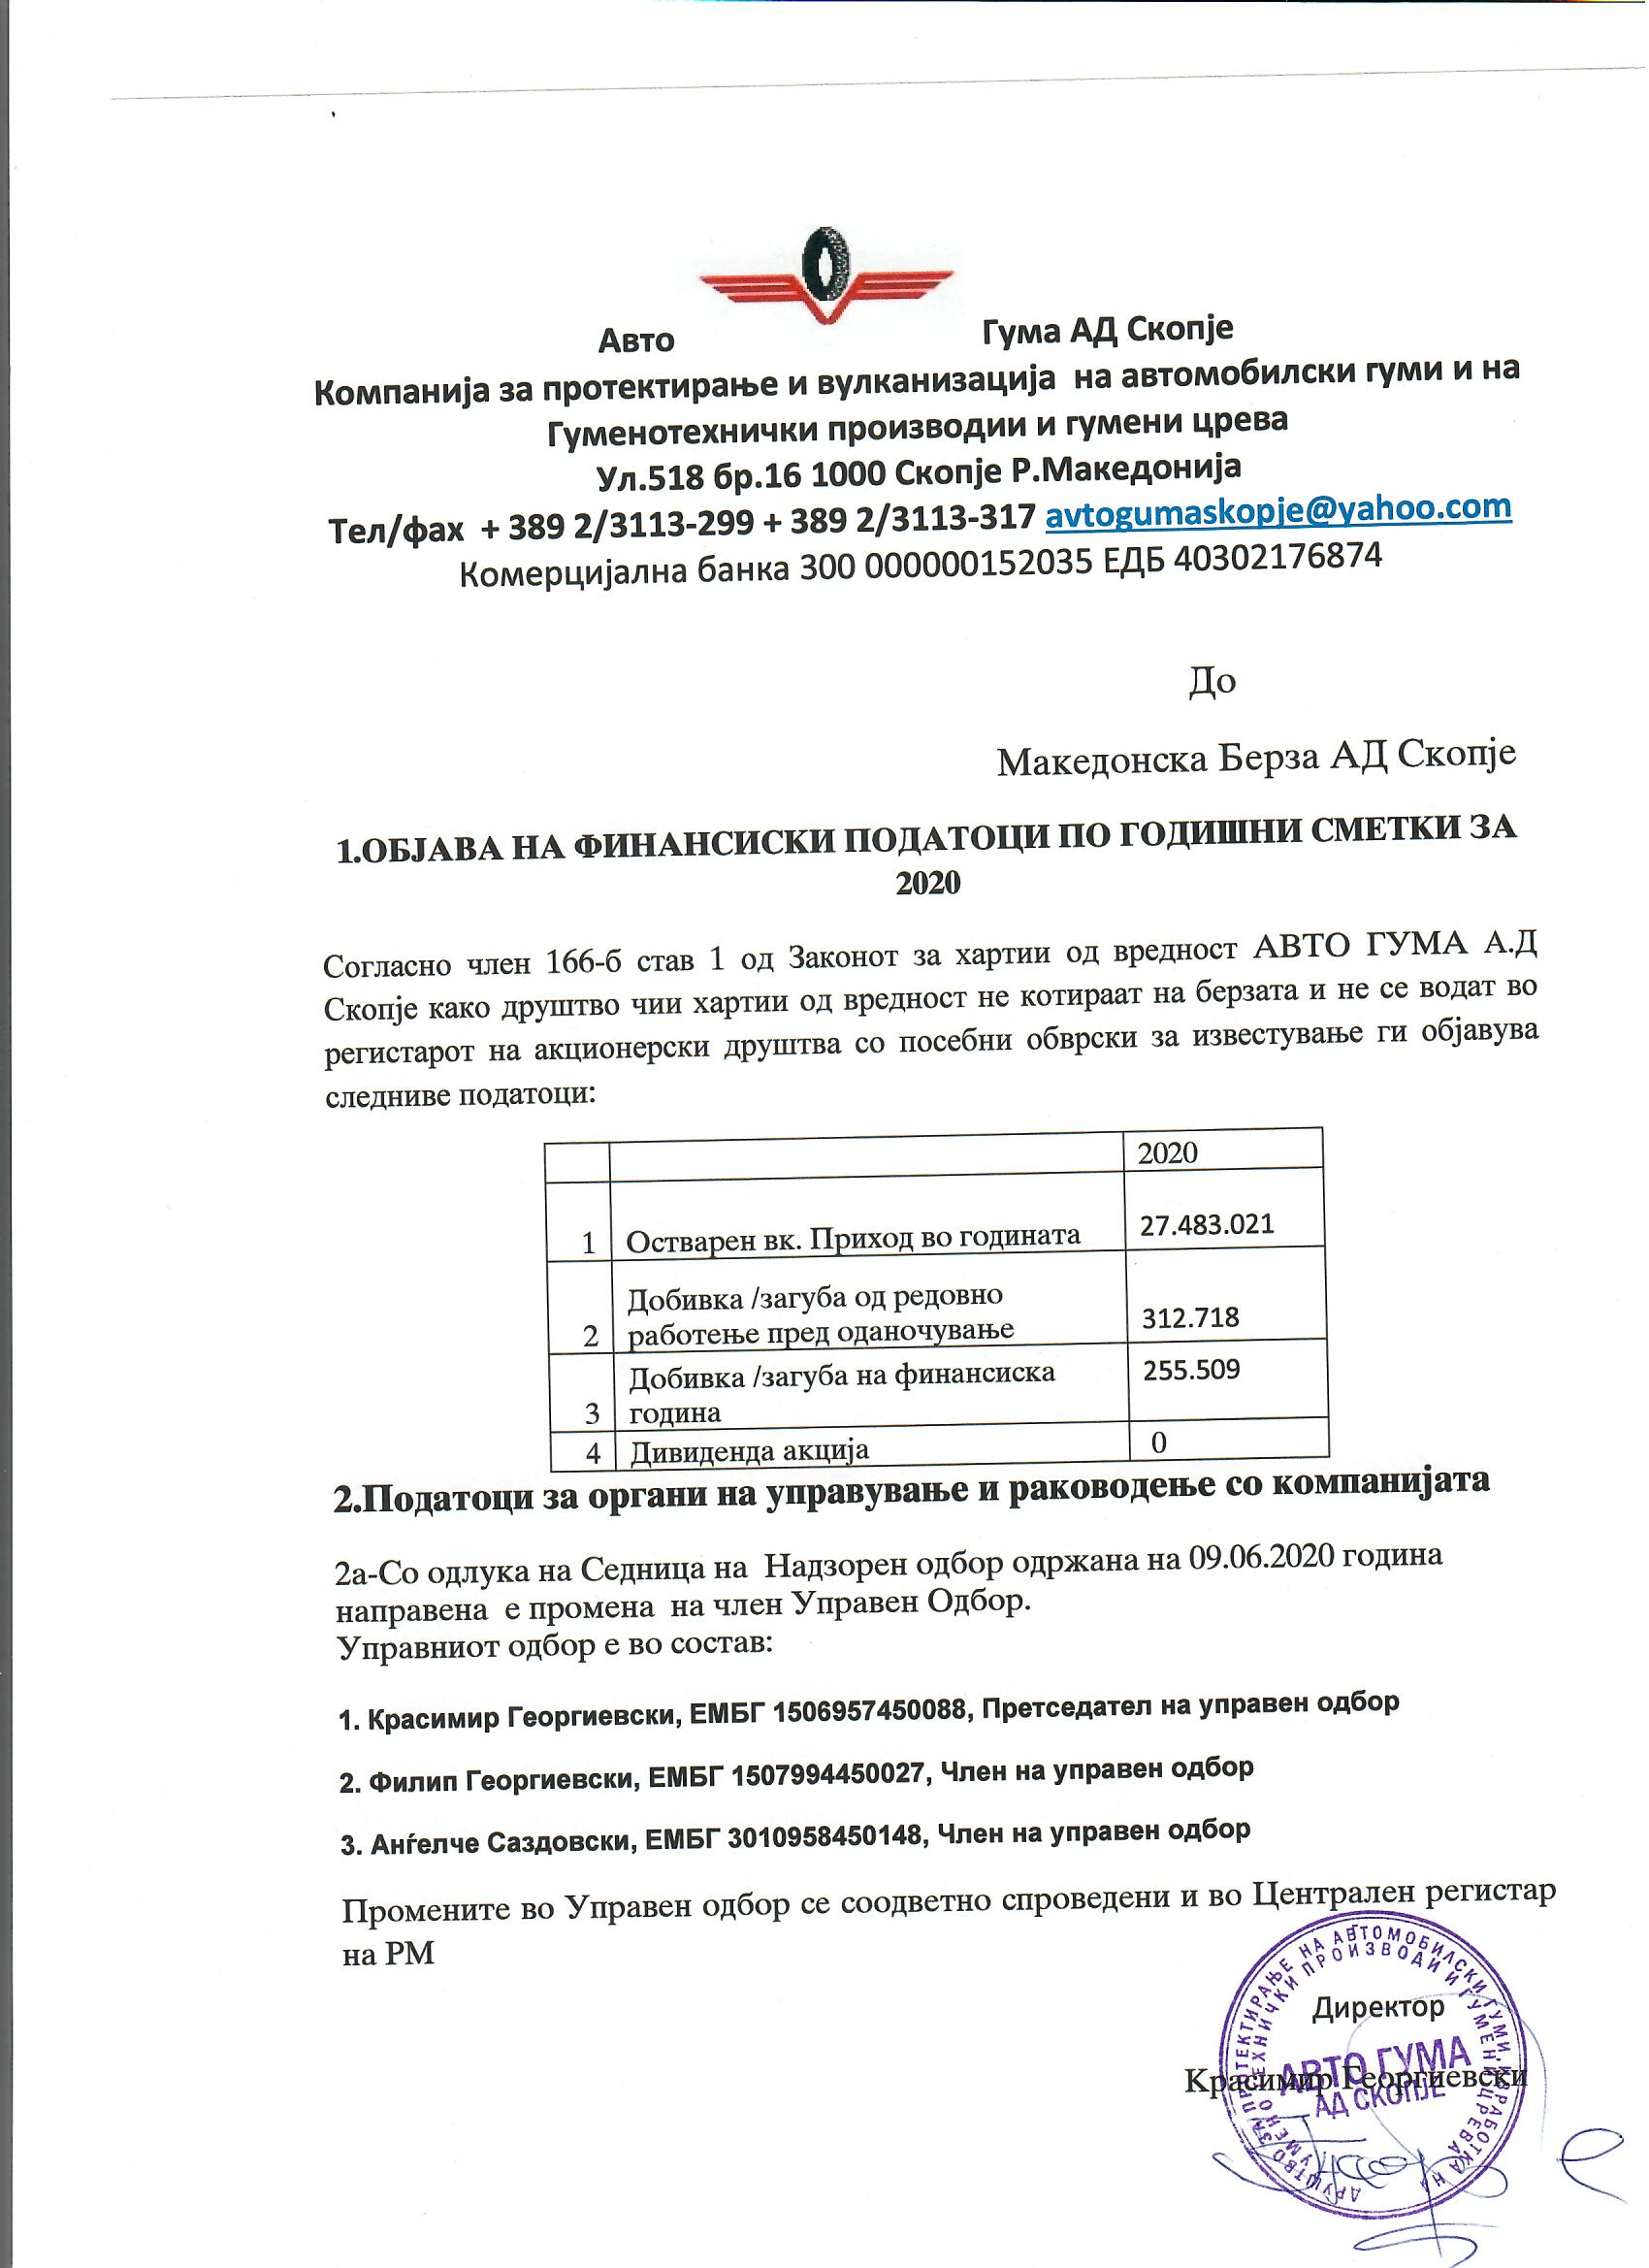 Авто Гума АД Скопје
Компанија за протектирање и вулканизација на автомобилски гуми и на
Гуменотехнички производии и гумени црева
Ул.518 бр.16 1000 Скопје Р.Македонија
Тел/фах + 389 2/3113-299 + 389 2/3113-317 avtogumaskopje@yahoo.com
Комерцијална банка 300 000000152035 ЕДБ 40302176874
До
Македонска Берза АД Скопје
1.ОБЈАВА НА ФИНАНСИСКИ ПОДАТОЦИ ПО ГОДИШНИ СМЕТКИ ЗА
2020
Согласно член 166-б став 1 од Законот за хартии од вредност АВТО ГУМА А.Д
Скопје како друштво чии хартии од вредност не котираат на берзата и не се водат во
регистарот на акционерски друштва со посебни обврски за известување ги објавува
следниве податоци:
2020
1 Остварен вк. Приход во годината 27.483.021
2 Добивка /загуба од редовно
работење пред оданочување 312.718
3 Добивка /загуба на финансиска
година 255.509
4 Дивиденда акција 0
2.Податоци за органи на управување и раководење со компанијата
2а-Со одлука на Седница на Надзорен одбор одржана на 09.06.2020 година
направена е промена на член Управен Одбор.
Управниот одбор е во состав:
1. Красимир Георгиевски, ЕМБГ 1506957450088, Претседател на управен одбор
2. Филип Георгиевски, ЕМБГ 1507994450027, Член на управен одбор
3. Анѓелче Саздовски, ЕМБГ 3010958450148, Член на управен одбор
Промените во Управен одбор се соодветно спроведени и во Централен регистар
на РМ
Директор
Красимир Георгиевски
ДРУШТВО ЗА ПРОТЕКТИРАЊЕ НА АВТОМОБИЛСКИ ГУМИ, ИЗРАБОТКА НА
ГУМЕНОТЕХНИЧКИ ПРОИЗВОДИ И ГУМЕНИ ЦРЕВА
АВТО ГУМА
АД СКОПЈЕ